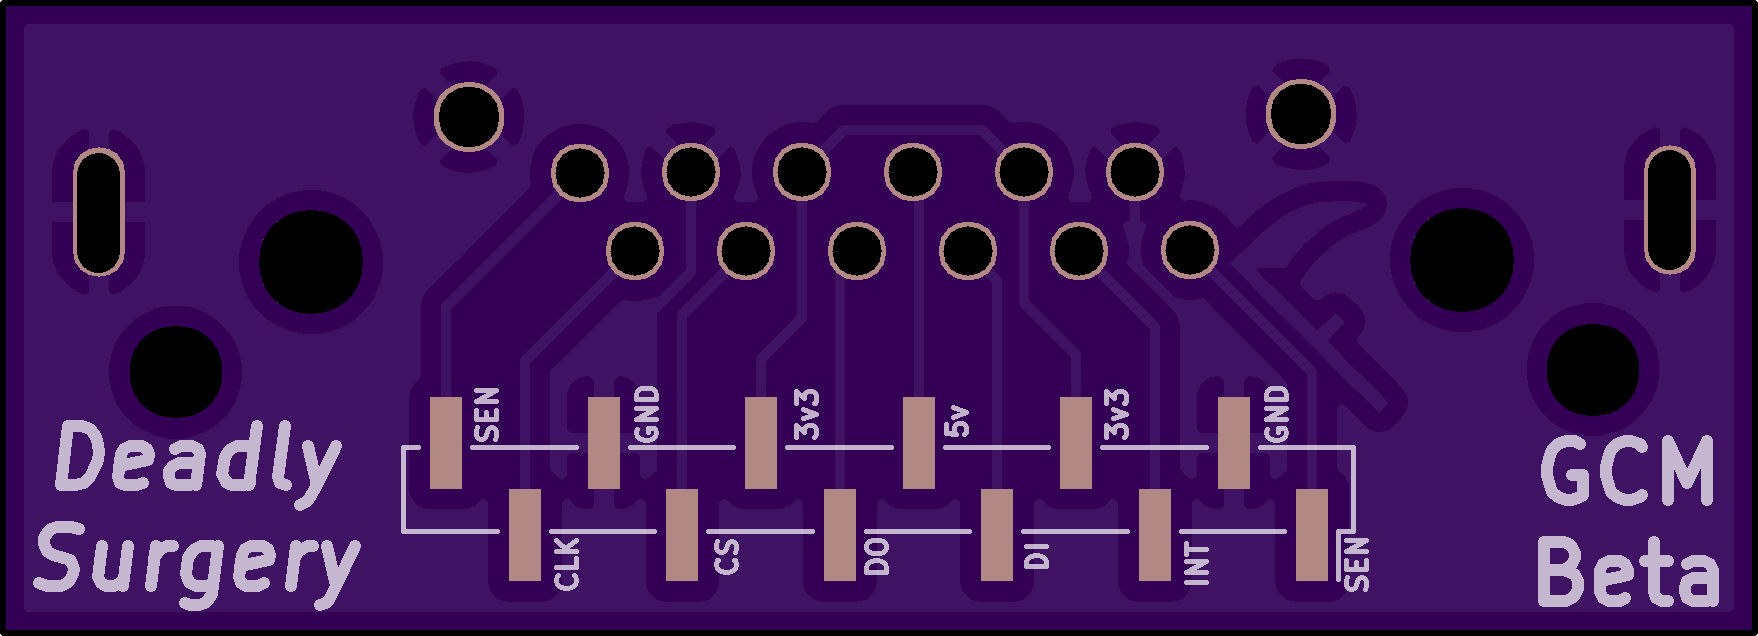 SEN GND 3v3 5v 3v3 GND
Deadly
Surgery
CLK CS DO DI INT SEN
GCM
Beta